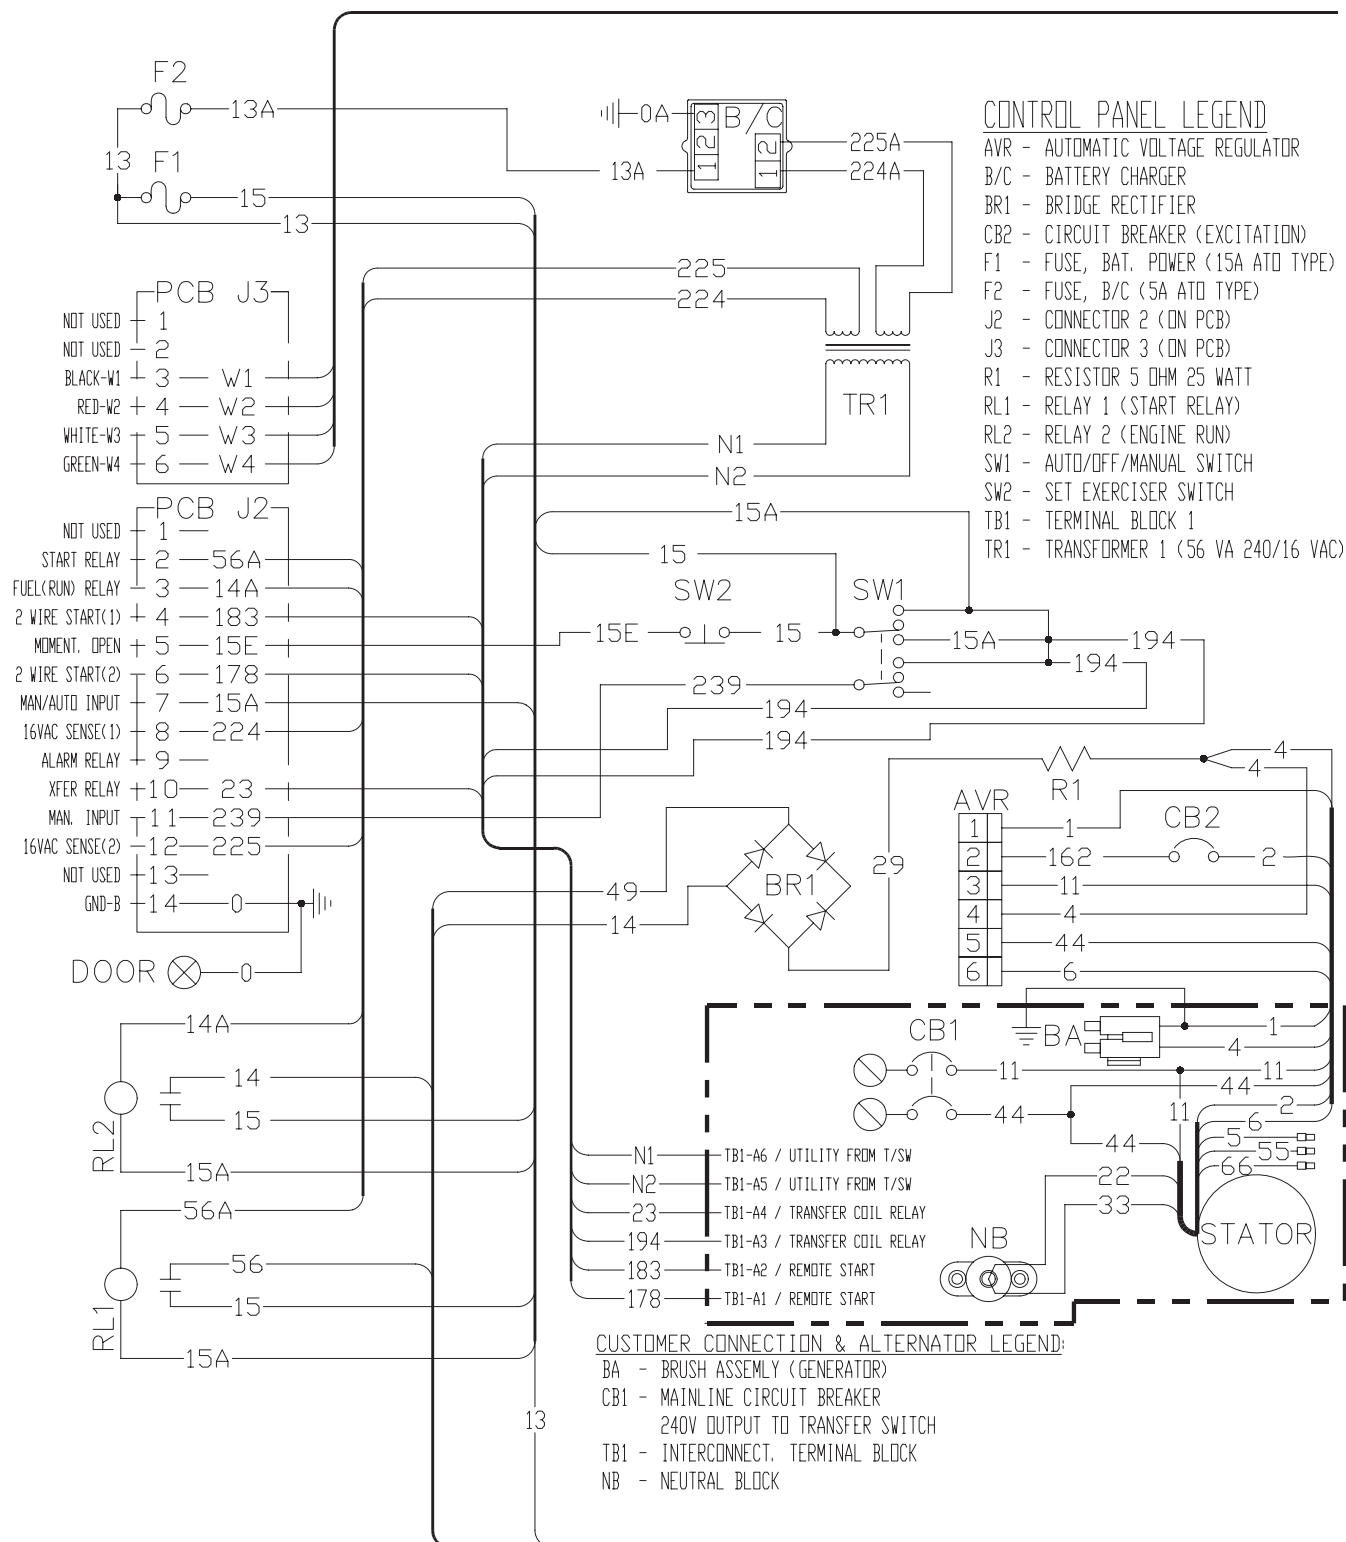 F2
13A
0A
3
2
1
B/C
2
1
225A
224A
13A
13
F1
15
13
CONTROL PANEL LEGEND
AVR - AUTOMATIC VOLTAGE REGULATOR
B/C - BATTERY CHARGER
BR1 - BRIDGE RECTIFIER
CB2 - CIRCUIT BREAKER (EXCITATION)
F1 - FUSE, BAT. POWER (15A ATO TYPE)
F2 - FUSE, B/C (5A ATO TYPE)
J2 - CONNECTOR 2 (ON PCB)
J3 - CONNECTOR 3 (ON PCB)
R1 - RESISTOR 5 OHM 25 WATT
RL1 - RELAY 1 (START RELAY)
RL2 - RELAY 2 (ENGINE RUN)
SW1 - AUTO/OFF/MANUAL SWITCH
SW2 - SET EXERCISER SWITCH
TB1 - TERMINAL BLOCK 1
TR1 - TRANSFORMER 1 (56 VA 240/16 VAC)
225
224
TR1
N1
N2
PCB J3
NOT USED 1
NOT USED 2
BLACK-W1 3 W1
RED-W2 4 W2
WHITE-W3 5 W3
GREEN-W4 6 W4
PCB J2
NOT USED 1
START RELAY 2 56A
FUEL(RUN) RELAY 3 14A
2 WIRE START(1) 4 183
MOMENT. OPEN 5 15E
2 WIRE START(2) 6 178
MAN/AUTO INPUT 7 15A
16VAC SENSE(1) 8 224
ALARM RELAY 9
XFER RELAY 10 23
MAN. INPUT 11 239
16VAC SENSE(2) 12 225
NOT USED 13
GND-B 14 0
DOOR 0
15A
15
SW2
SW1
15E
15
15A
194
194
239
194
194
4
4
R1
AVR
1 1
2 162
3 11
4 4
5 44
6 6
CB2
2
29
49
BR1
14
14A
14
15
RL2
15A
56A
56
15
RL1
15A
13
CB1
BA
1
4
11
11
44
44
11
2
6
5
55
66
44
22
33
NB
STATOR
N1 TB1-A6 / UTILITY FROM T/SW
N2 TB1-A5 / UTILITY FROM T/SW
23 TB1-A4 / TRANSFER COIL RELAY
194 TB1-A3 / TRANSFER COIL RELAY
183 TB1-A2 / REMOTE START
178 TB1-A1 / REMOTE START
CUSTOMER CONNECTION & ALTERNATOR LEGEND:
BA - BRUSH ASSEMLY (GENERATOR)
CB1 - MAINLINE CIRCUIT BREAKER
240V OUTPUT TO TRANSFER SWITCH
TB1 - INTERCONNECT. TERMINAL BLOCK
NB - NEUTRAL BLOCK